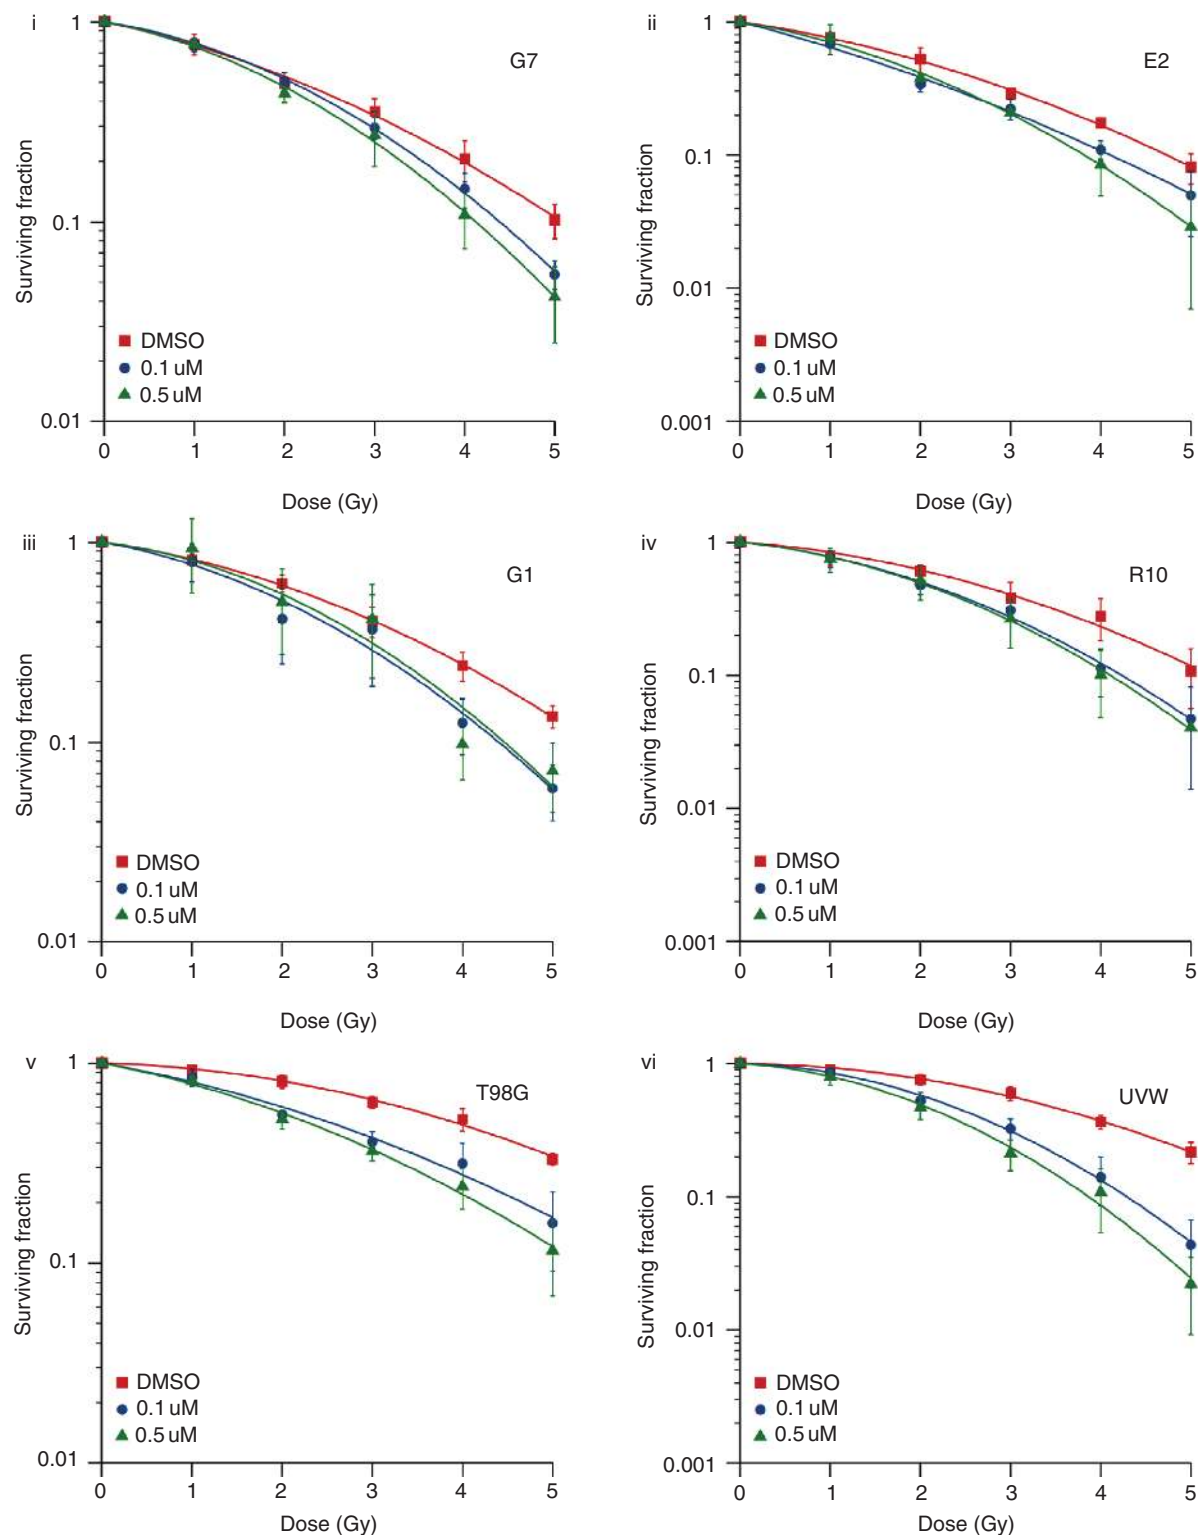 i
G7
1
0.1
0.01
Surviving fraction
DMSO
0.1 uM
0.5 uM
0 1 2 3 4 5
Dose (Gy)
ii
E2
1
0.1
0.01
0.001
Surviving fraction
DMSO
0.1 uM
0.5 uM
0 1 2 3 4 5
Dose (Gy)
iii
G1
1
0.1
0.01
Surviving fraction
DMSO
0.1 uM
0.5 uM
0 1 2 3 4 5
Dose (Gy)
iv
R10
1
0.1
0.01
0.001
Surviving fraction
DMSO
0.1 uM
0.5 uM
0 1 2 3 4 5
Dose (Gy)
v
T98G
1
0.1
0.01
Surviving fraction
DMSO
0.1 uM
0.5 uM
0 1 2 3 4 5
Dose (Gy)
vi
UVW
1
0.1
0.01
0.001
Surviving fraction
DMSO
0.1 uM
0.5 uM
0 1 2 3 4 5
Dose (Gy)